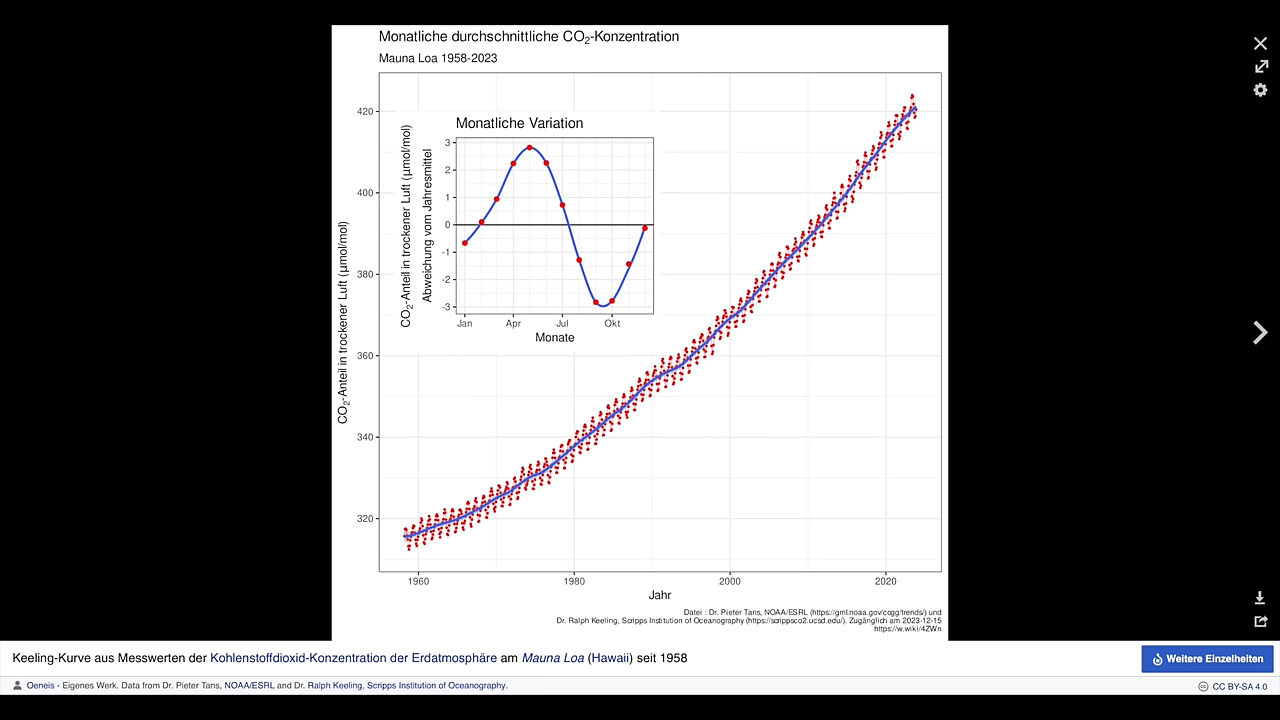 Monatliche durchschnittliche CO₂-Konzentration
Mauna Loa 1958-2023
CO₂-Anteil in trockener Luft (µmol/mol)
420
400
380
360
340
320
1960
1980
2000
2020
Jahr
Monatliche Variation
CO₂-Anteil in trockener Luft (µmol/mol)
Abweichung vom Jahresmittel
3
2
1
0
-1
-2
-3
Jan
Apr
Jul
Okt
Monate
Datei : Dr. Pieter Tans, NOAA/ESRL (https://gml.noaa.gov/ccgg/trends/) und
Dr. Ralph Keeling, Scripps Institution of Oceanography (https://scrippsco2.ucsd.edu/). Zugänglich am 2023-12-15
https://w.wiki/4ZWn
Keeling-Kurve aus Messwerten der Kohlenstoffdioxid-Konzentration der Erdatmosphäre am Mauna Loa (Hawaii) seit 1958
Weitere Einzelheiten
Oeneis - Eigenes Werk. Data from Dr. Pieter Tans, NOAA/ESRL and Dr. Ralph Keeling, Scripps Institution of Oceanography.
CC BY-SA 4.0